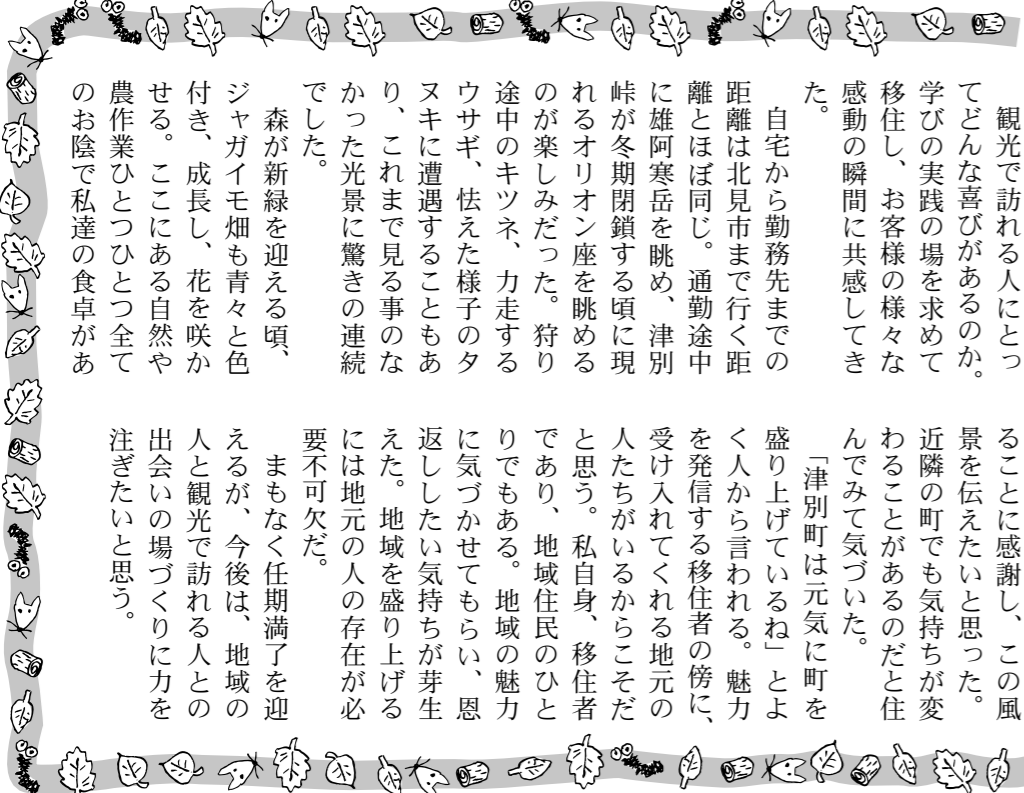 観光で訪れる人にとっ
てどんな喜びがあるのか。
学びの実践の場を求めて
移住し、お客様の様々な
感動の瞬間に共感してき
た。
　自宅から勤務先までの
距離は北見市まで行く距
離とほぼ同じ。通勤途中
に雄阿寒岳を眺め、津別
峠が冬期閉鎖する頃に現
れるオリオン座を眺める
のが楽しみだった。狩り
途中のキツネ、力走する
ウサギ、怯えた様子のタ
ヌキに遭遇することもあ
り、これまで見る事のな
かった光景に驚きの連続
でした。
　森が新緑を迎える頃、
ジャガイモ畑も青々と色
付き、成長し、花を咲か
せる。ここにある自然や
農作業ひとつひとつ全て
のお陰で私達の食卓があ
ることに感謝し、この風
景を伝えたいと思った。
近隣の町でも気持ちが変
わることがあるのだと住
んでみて気づいた。
　「津別町は元気に町を
盛り上げているね」とよ
く人から言われる。魅力
を発信する移住者の傍に、
受け入れてくれる地元の
人たちがいるからこそだ
と思う。私自身、移住者
であり、地域住民のひと
りでもある。地域の魅力
に気づかせてもらい、恩
返ししたい気持ちが芽生
えた。地域を盛り上げる
には地元の人の存在が必
要不可欠だ。
　まもなく任期満了を迎
えるが、今後は、地域の
人と観光で訪れる人との
出会いの場づくりに力を
注ぎたいと思う。